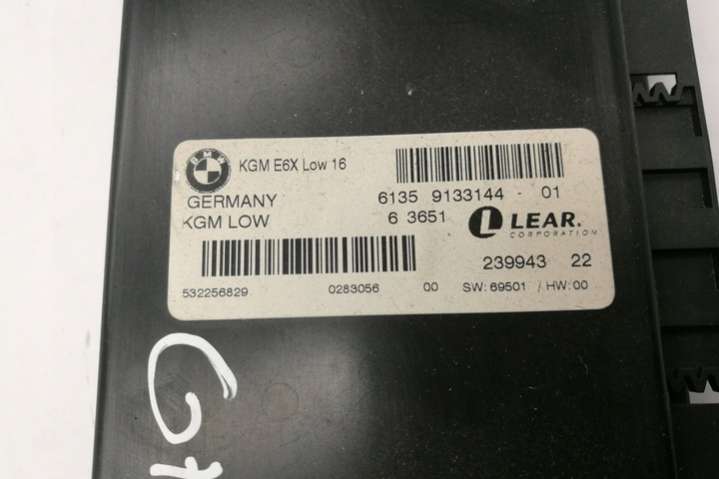 BMW
KGM E6X Low 16
GERMANY
6135 9133144 - 01
KGM LOW
6 3651
L LEAR.
CORPORATION
239943 22
532256829
0283056
00
SW: 69501 / HW: 00